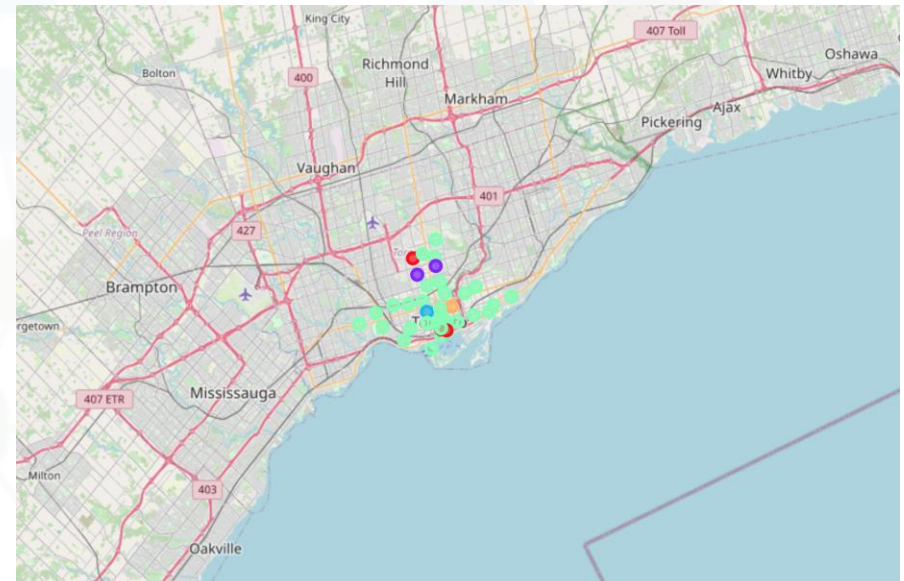 King City
407 Toll
Oshawa
Richmond
Hill
Bolton
400
Whitby
Markham
Ajax
Pickering
Vaughan
401
427
Peel Region
Brampton
rgetown
Mississauga
407 ETR
Milton
403
Oakville